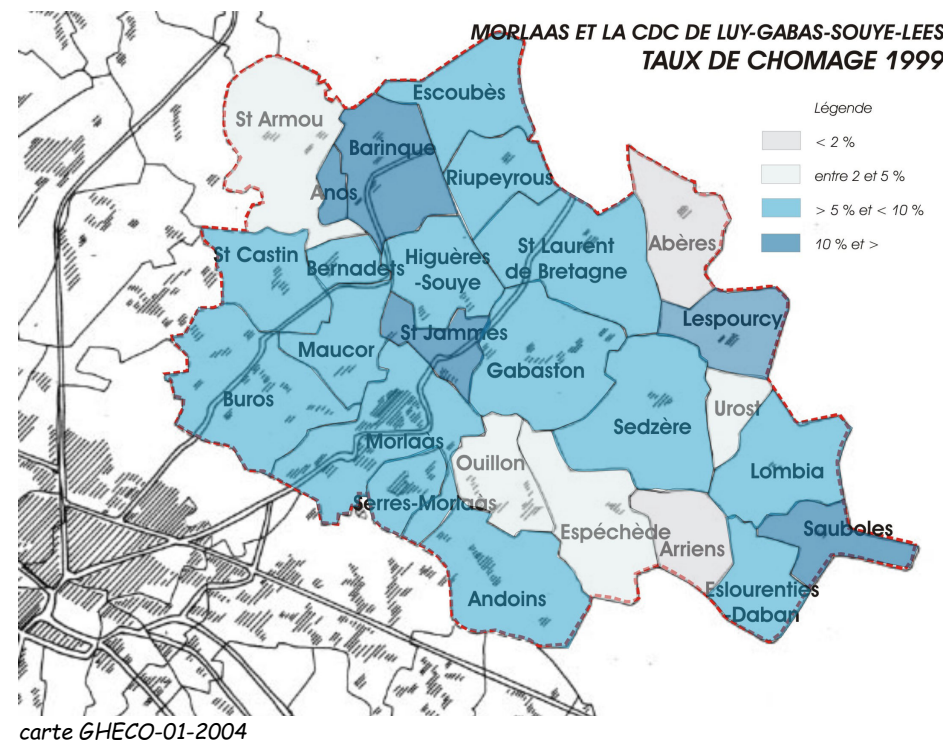 MORLAAS ET LA CDC DE LUY-GABAS-SOUYE-LEES
TAUX DE CHOMAGE 1999
Légende
< 2 %
entre 2 et 5 %
> 5 % et < 10 %
10 % et >
Escoubès
St Armou
Barinque
Anos
Riupeyrous
St Castin
Bernadets
Higuères
-Souye
St Laurent
de Bretagne
Abères
Lespourcy
St Jammes
Maucor
Gabaston
Buros
Urost
Sedzère
Morlaàs
Ouillon
Lombia
Serres-Morlaas
Espéchède
Sauboles
Arriens
Eslourenties
-Daban
Andoins
carte GHECO-01-2004